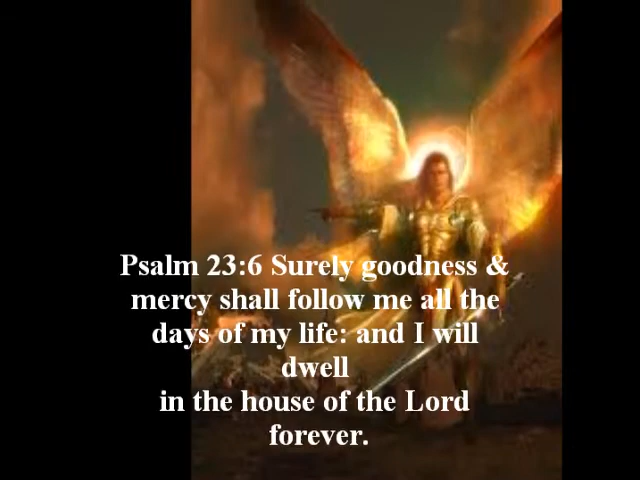 Psalm 23:6 Surely goodness &
mercy shall follow me all the
days of my life: and I will
dwell
in the house of the Lord
forever.